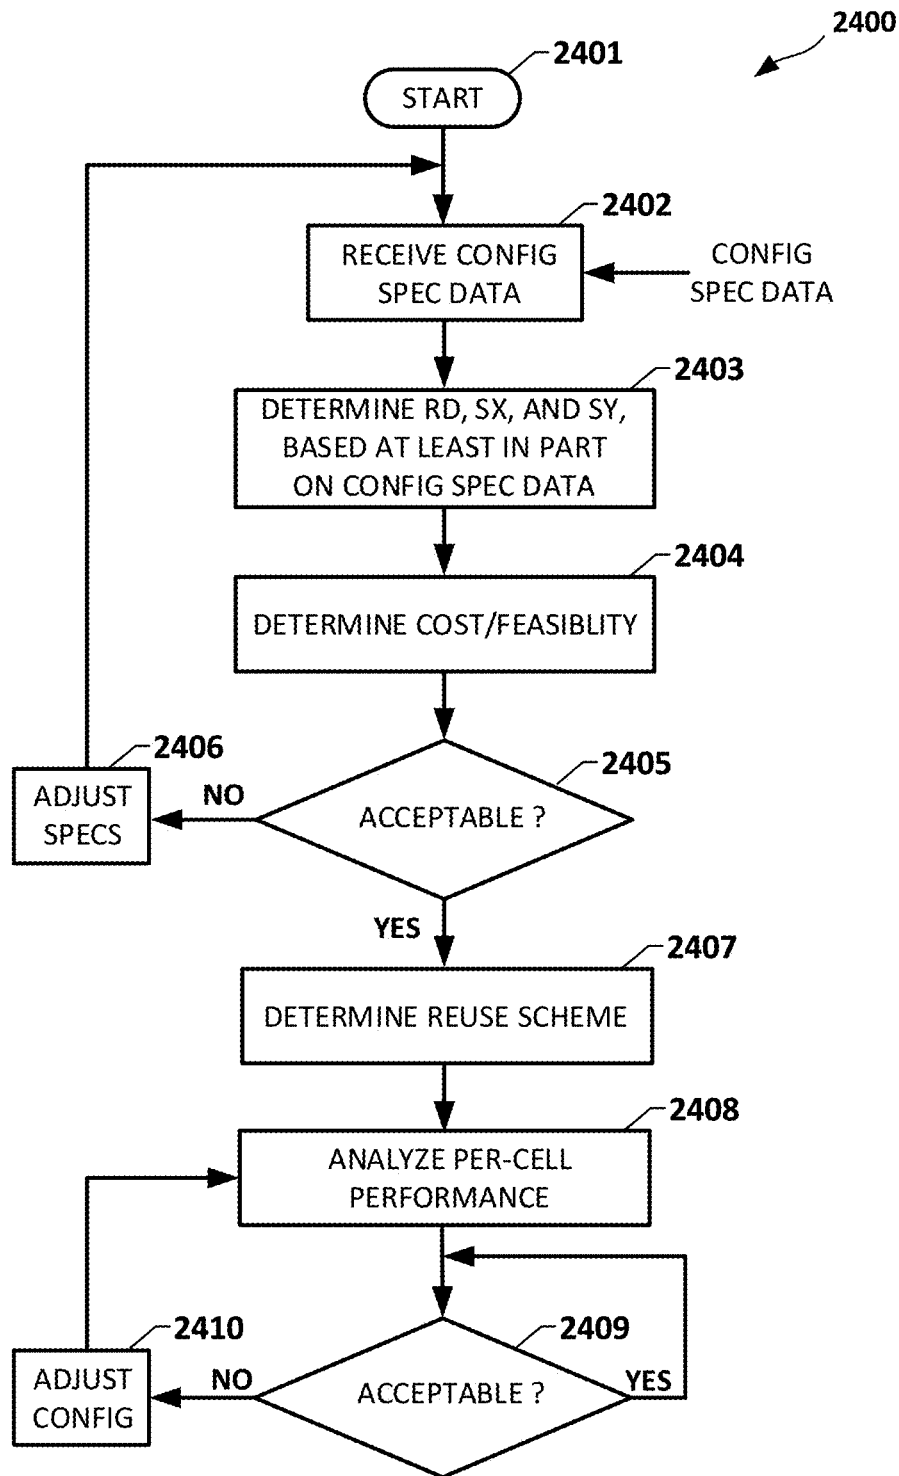 2400
2401
START
2402
RECEIVE CONFIG
SPEC DATA
CONFIG
SPEC DATA
2403
DETERMINE RD, SX, AND SY,
BASED AT LEAST IN PART
ON CONFIG SPEC DATA
2404
DETERMINE COST/FEASIBLITY
2405
ACCEPTABLE ?
NO
2406
ADJUST
SPECS
YES
2407
DETERMINE REUSE SCHEME
2408
ANALYZE PER-CELL
PERFORMANCE
2409
ACCEPTABLE ?
YES
NO
2410
ADJUST
CONFIG